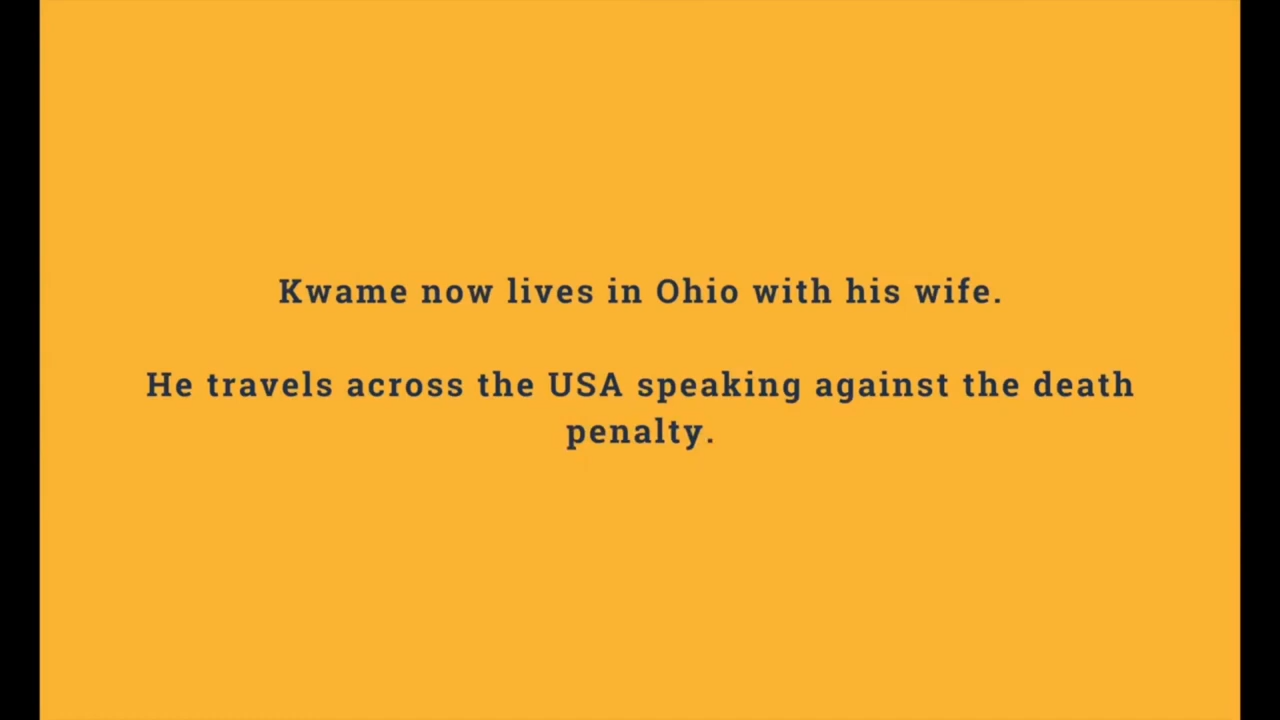 Kwame now lives in Ohio with his wife.
He travels across the USA speaking against the death
penalty.